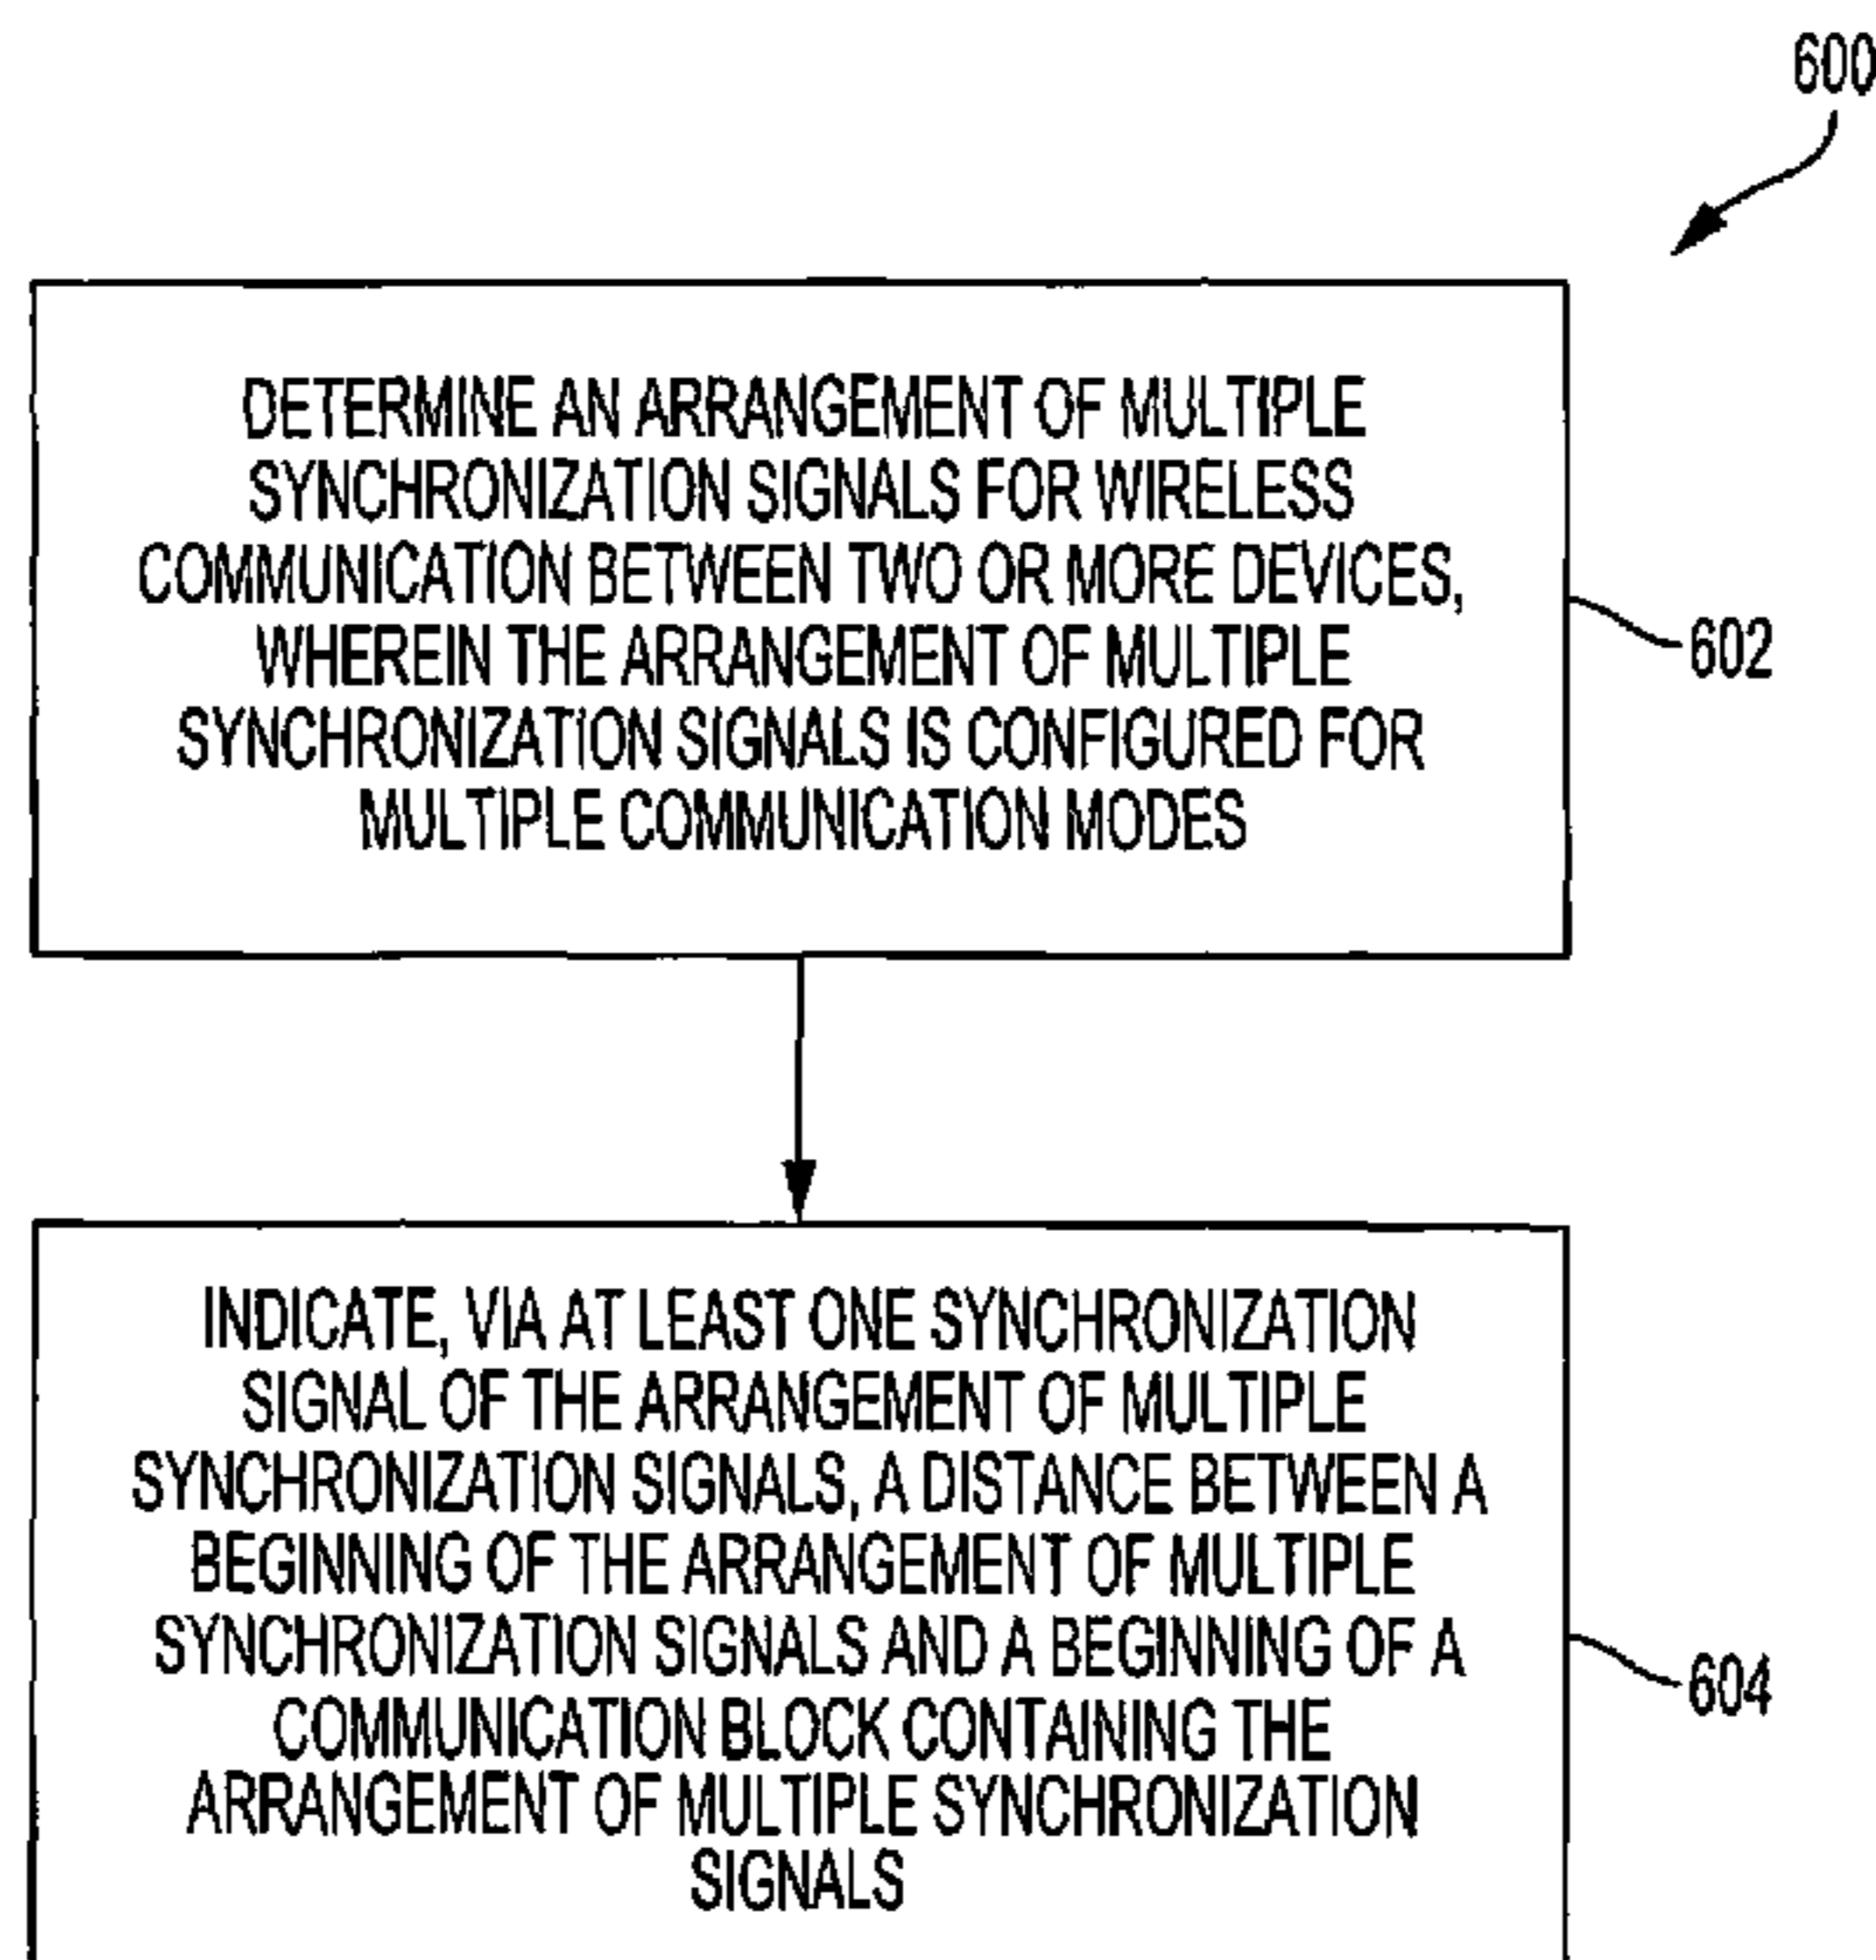 600
DETERMINE AN ARRANGEMENT OF MULTIPLE
SYNCHRONIZATION SIGNALS FOR WIRELESS
COMMUNICATION BETWEEN TWO OR MORE DEVICES,
WHEREIN THE ARRANGEMENT OF MULTIPLE
SYNCHRONIZATION SIGNALS IS CONFIGURED FOR
MULTIPLE COMMUNICATION MODES
602
INDICATE, VIA AT LEAST ONE SYNCHRONIZATION
SIGNAL OF THE ARRANGEMENT OF MULTIPLE
SYNCHRONIZATION SIGNALS, A DISTANCE BETWEEN A
BEGINNING OF THE ARRANGEMENT OF MULTIPLE
SYNCHRONIZATION SIGNALS AND A BEGINNING OF A
COMMUNICATION BLOCK CONTAINING THE
ARRANGEMENT OF MULTIPLE SYNCHRONIZATION
SIGNALS
604